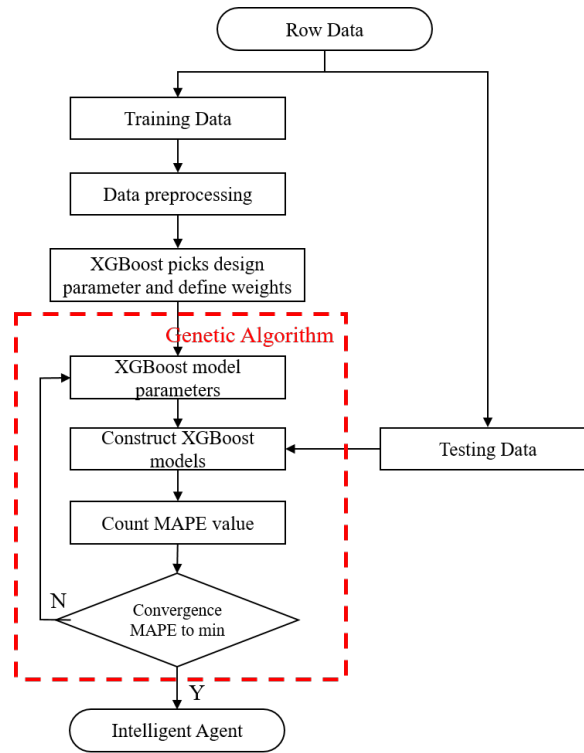 Row Data
Training Data
Data preprocessing
XGBoost picks design
parameter and define weights
Genetic Algorithm
XGBoost model
parameters
Construct XGBoost
models
Testing Data
Count MAPE value
N
Convergence
MAPE to min
Y
Intelligent Agent